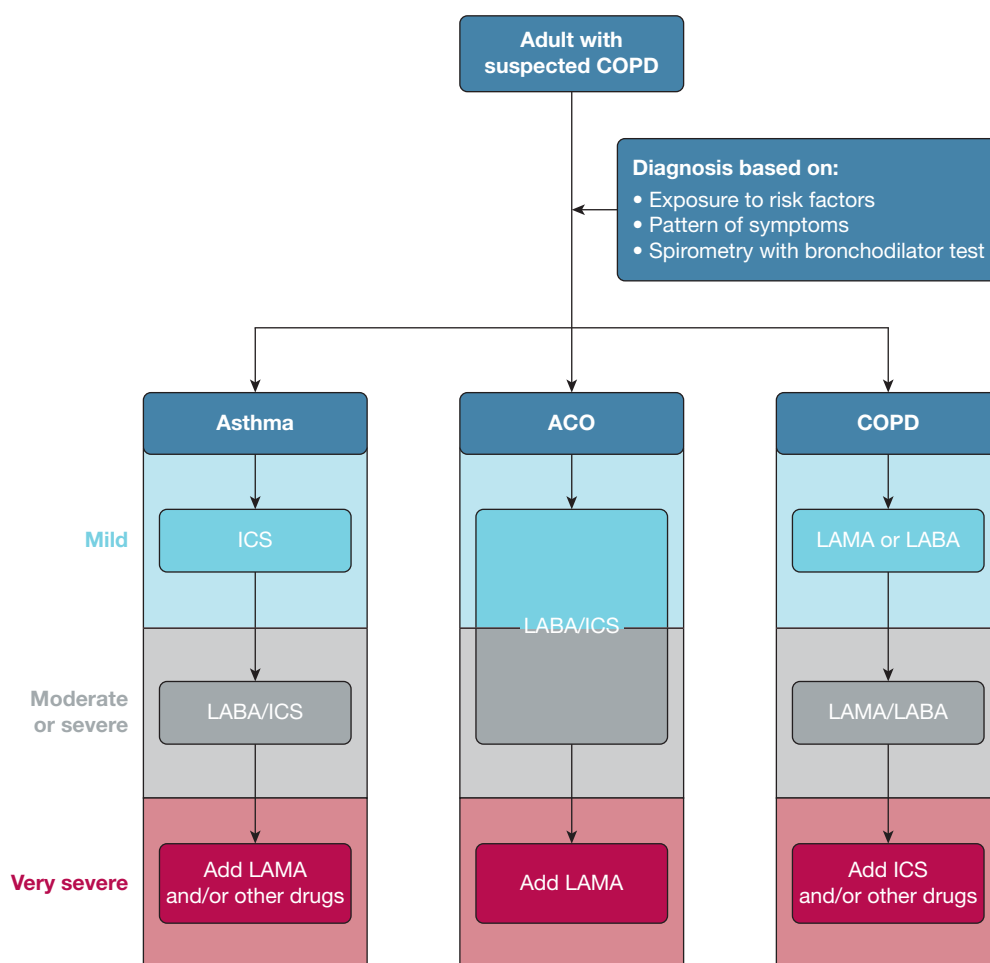 Adult with
suspected COPD
Diagnosis based on:
• Exposure to risk factors
• Pattern of symptoms
• Spirometry with bronchodilator test
Asthma
ACO
COPD
Mild
ICS
LAMA or LABA
LABA/ICS
Moderate
or severe
LABA/ICS
LAMA/LABA
Very severe
Add LAMA
and/or other drugs
Add LAMA
Add ICS
and/or other drugs